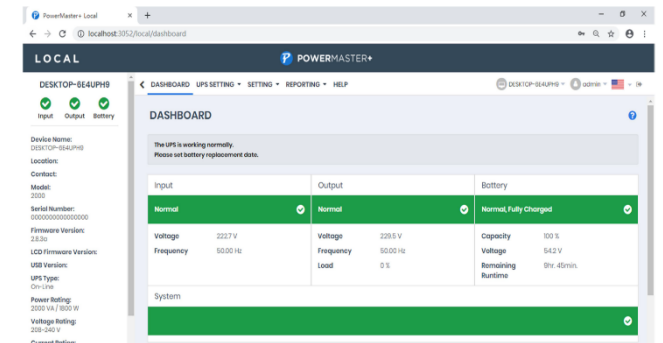 PowerMaster+ Local
localhost:3052/local/dashboard
LOCAL
POWERMASTER+
DESKTOP-6E4UPH9
DASHBOARD UPS SETTING SETTING REPORTING HELP
DESKTOP-6E4UPH9 admin
Input Output Battery
DASHBOARD
Device Name:
DESKTOP-6E4UPH9
Location:
Contact:
Model:
2000
Serial Number:
0000000000000000
Firmware Version:
2.8.3o
LCD Firmware Version:
USB Version:
UPS Type:
On-Line
Power Rating:
2000 VA / 1800 W
Voltage Rating:
208-240 V
Current Rating:
The UPS is working normally.
Please set battery replacement date.
Input
Normal
Voltage 222.7 V
Frequency 50.00 Hz
Output
Normal
Voltage 229.5 V
Frequency 50.00 Hz
Load 0 %
Battery
Normal, Fully Charged
Capacity 100 %
Voltage 54.2 V
Remaining Runtime 9hr. 45min.
System